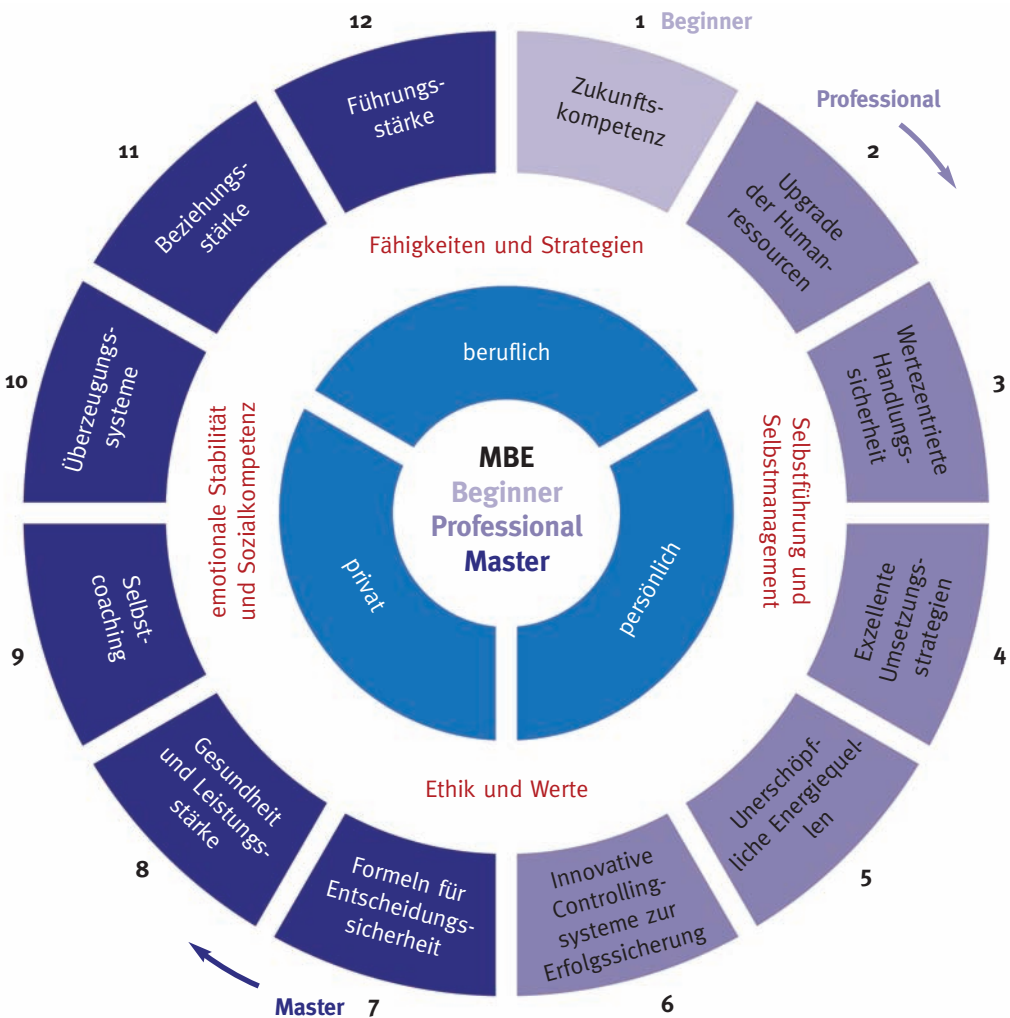 12
1 Beginner
Führungs-
stärke
Zukunfts-
kompetenz
Professional
11
2
Beziehungs-
stärke
Upgrade
der Human-
ressourcen
Fähigkeiten und Strategien
10
Überzeugungs-
systeme
Wertezentrierte
Handlungs-
sicherheit
3
beruflich
emotionale Stabilität
und Sozialkompetenz
MBE
Beginner
Professional
Master
Selbstführung und
Selbstmanagement
privat
persönlich
9
Selbst-
coaching
Exzellente
Umsetzungs-
strategien
4
Ethik und Werte
8
Gesundheit
und Leistungs-
stärke
Unerschöpf-
liche Energiequel-
len
5
Formeln für
Entscheidungs-
sicherheit
Innovative
Controlling-
systeme zur
Erfolgssicherung
Master 7
6